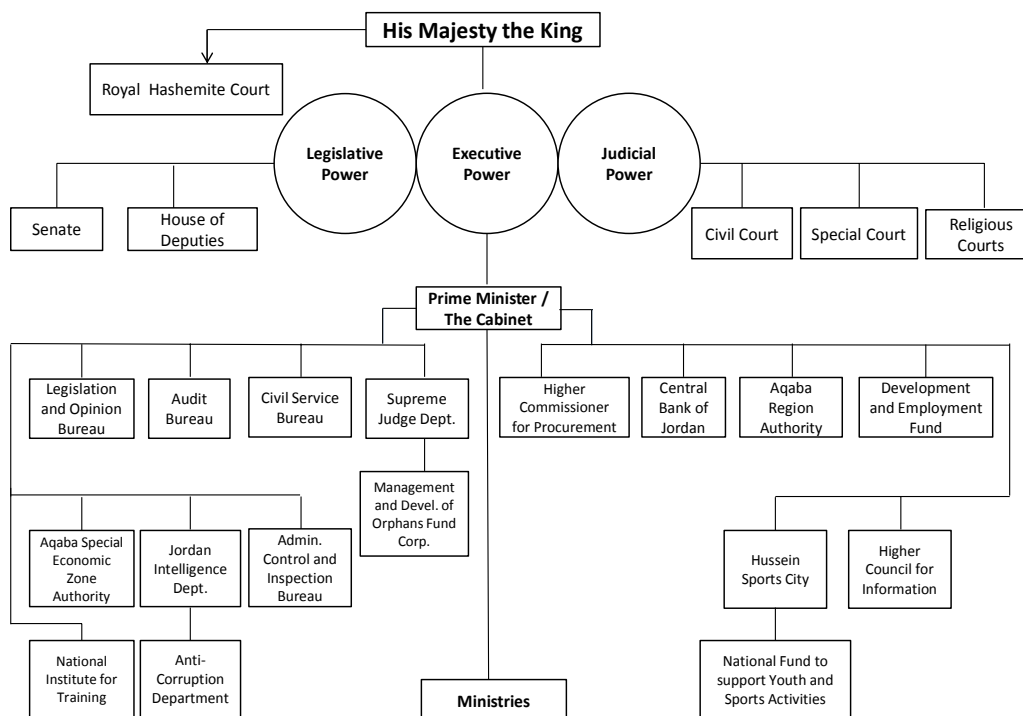 His Majesty the King
Royal Hashemite Court
Legislative
Power
Executive
Power
Judicial
Power
Senate
House of
Deputies
Civil Court
Special Court
Religious
Courts
Prime Minister /
The Cabinet
Legislation
and Opinion
Bureau
Audit
Bureau
Civil Service
Bureau
Supreme
Judge Dept.
Higher
Commissioner
for Procurement
Central
Bank of
Jordan
Aqaba
Region
Authority
Development
and Employment
Fund
Management
and Devel. of
Orphans Fund
Corp.
Aqaba Special
Economic
Zone
Authority
Jordan
Intelligence
Dept.
Admin.
Control and
Inspection
Bureau
Hussein
Sports City
Higher
Council for
Information
National
Institute for
Training
Anti-
Corruption
Department
Ministries
National Fund to
support Youth and
Sports Activities